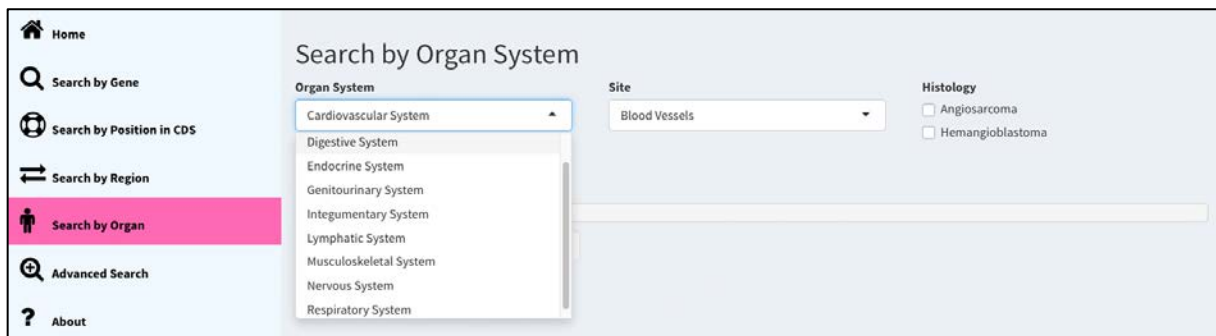 Home
Search by Gene
Search by Position in CDS
Search by Region
Search by Organ
Advanced Search
About
Search by Organ System
Organ System
Cardiovascular System
Digestive System
Endocrine System
Genitourinary System
Integumentary System
Lymphatic System
Musculoskeletal System
Nervous System
Respiratory System
Site
Blood Vessels
Histology
Angiosarcoma
Hemangioblastoma